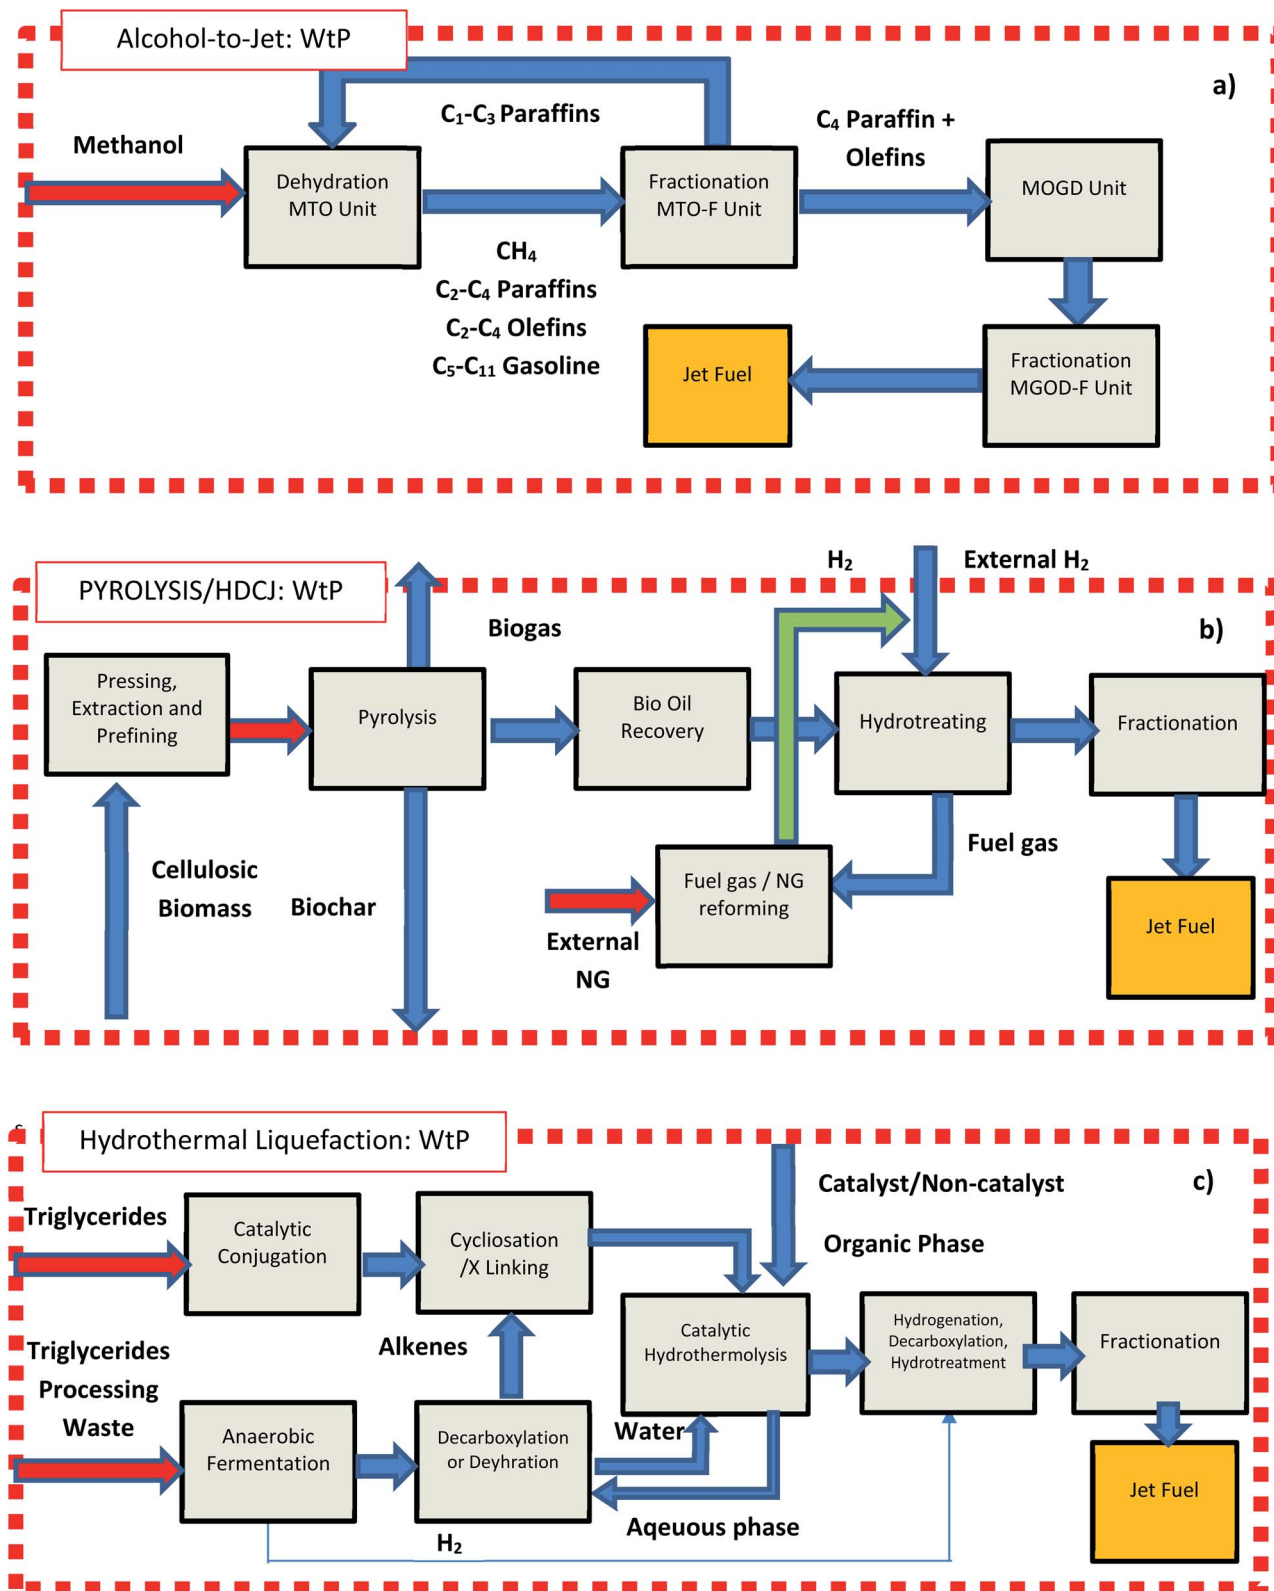 Alcohol-to-Jet: WtP
a)
Methanol
C₁-C₃ Paraffins
C₄ Paraffin +
Olefins
Dehydration
MTO Unit
Fractionation
MTO-F Unit
MOGD Unit
CH₄
C₂-C₄ Paraffins
C₂-C₄ Olefins
C₅-C₁₁ Gasoline
Jet Fuel
Fractionation
MGOD-F Unit
PYROLYSIS/HDCJ: WtP
H₂
External H₂
b)
Biogas
Pressing,
Extraction and
Prefining
Pyrolysis
Bio Oil
Recovery
Hydrotreating
Fractionation
Cellulosic
Biomass
Biochar
Fuel gas
Fuel gas / NG
reforming
External
NG
Jet Fuel
Hydrothermal Liquefaction: WtP
c)
Triglycerides
Catalyst/Non-catalyst
Organic Phase
Catalytic
Conjugation
Cycliosation
/X Linking
Catalytic
Hydrothermolysis
Hydrogenation,
Decarboxylation,
Hydrotreatment
Fractionation
Alkenes
Triglycerides
Processing
Waste
Anaerobic
Fermentation
Decarboxylation
or Deyhration
Water
Aqeuous phase
H₂
Jet Fuel